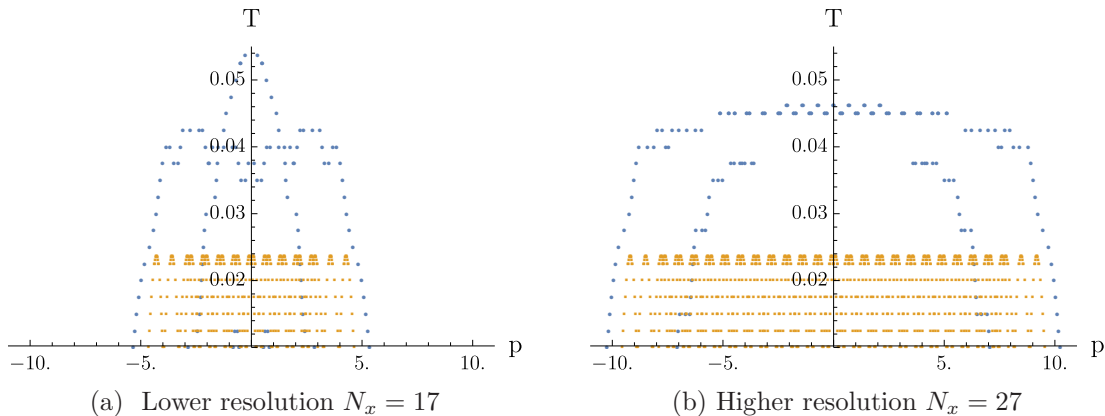 T
0.05
0.04
0.03
0.02
−10. −5. 5. 10. p
(a) Lower resolution N_x = 17
T
0.05
0.04
0.03
0.02
−10. −5. 5. 10. p
(b) Higher resolution N_x = 27